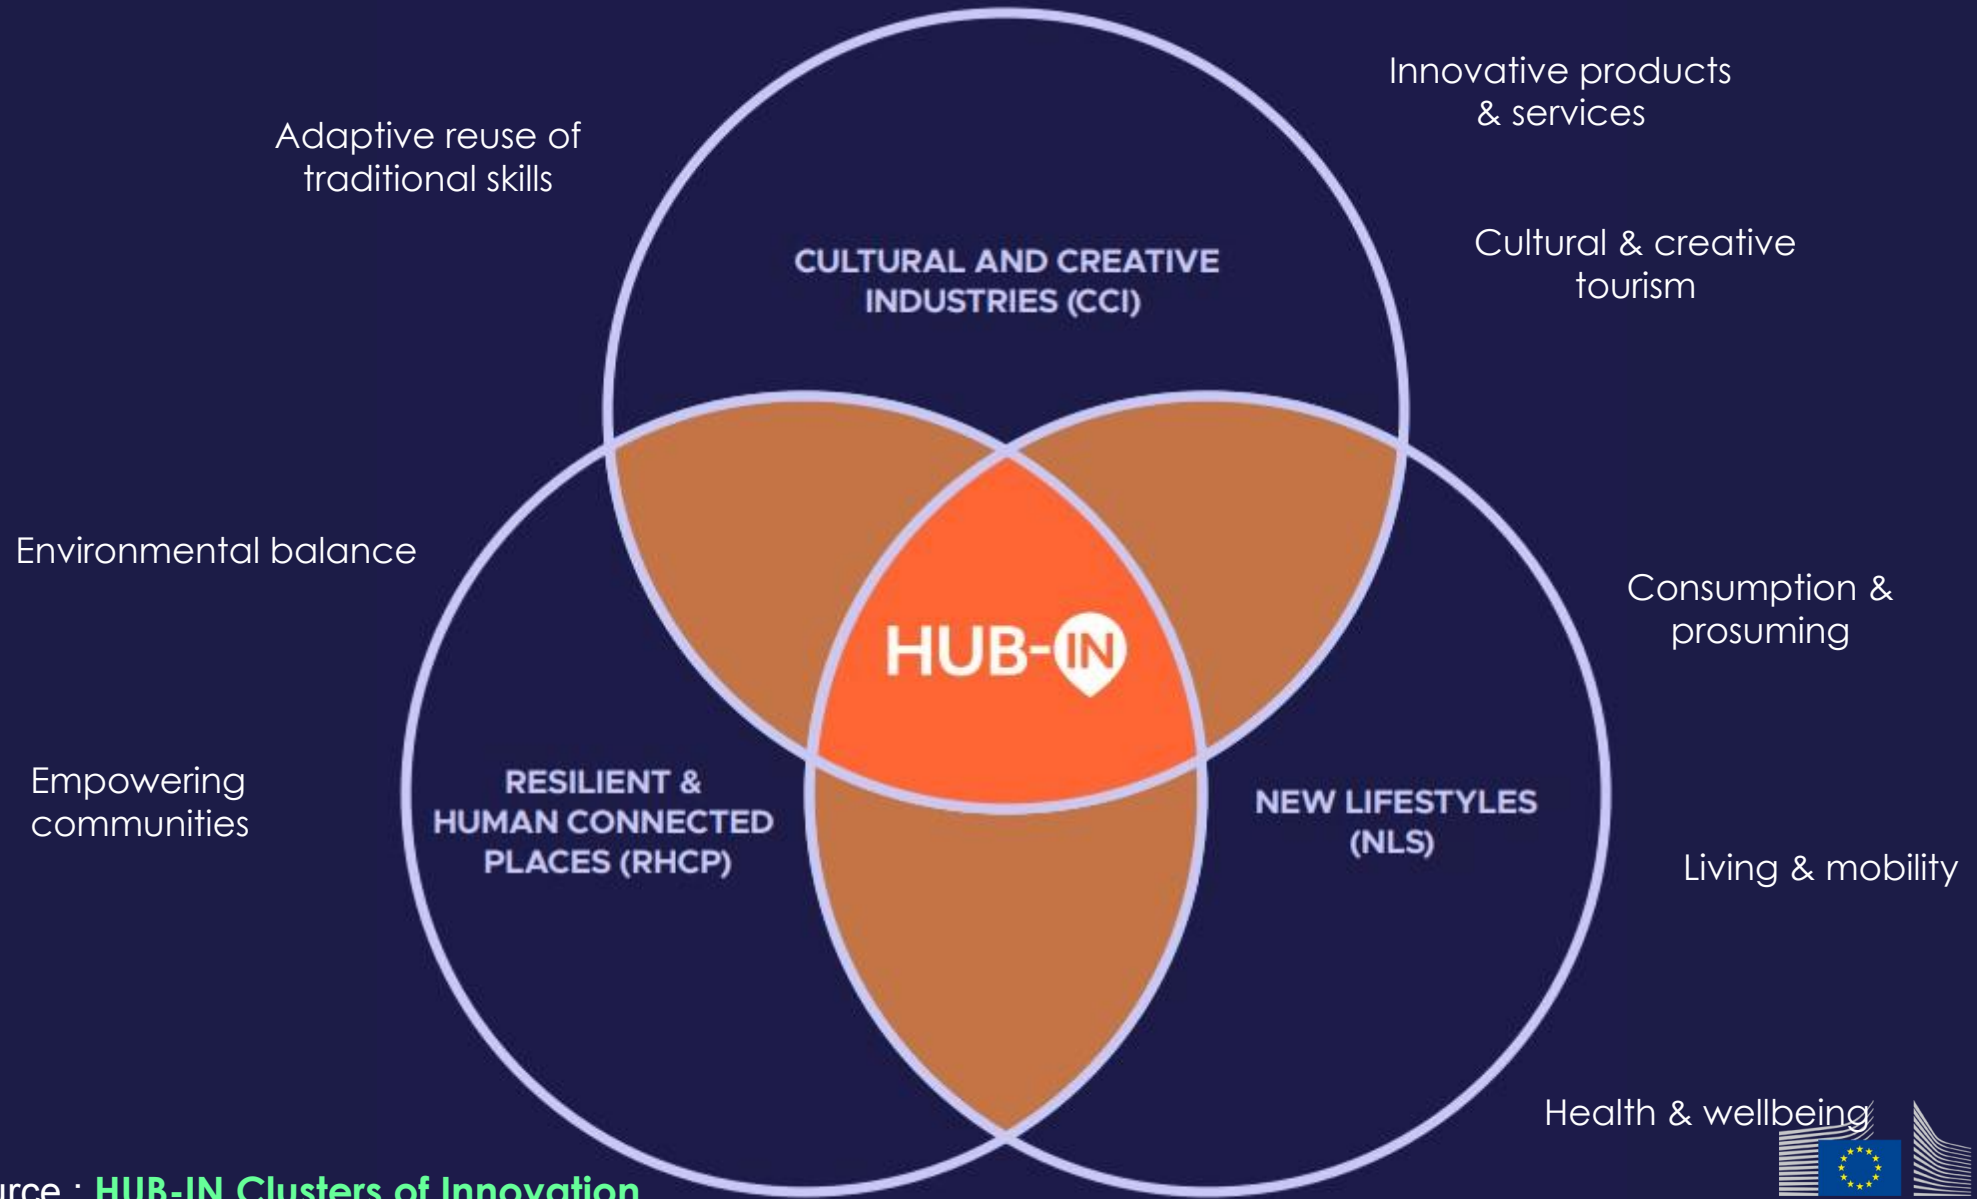 Innovative products
& services
Adaptive reuse of
traditional skills
Cultural & creative
tourism
CULTURAL AND CREATIVE
INDUSTRIES (CCI)
Environmental balance
Consumption &
prosuming
HUB-IN
Empowering
communities
RESILIENT &
HUMAN CONNECTED
PLACES (RHCP)
NEW LIFESTYLES
(NLS)
Living & mobility
Health & wellbeing
urce : HUB-IN Clusters of Innovation